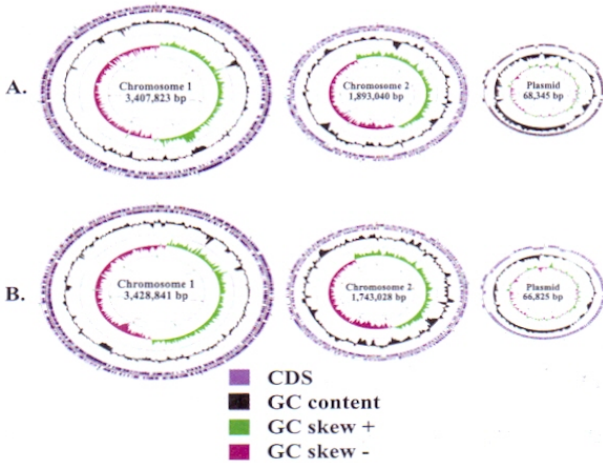 A.
Chromosome 1
3,407,823 bp
Chromosome 2
1,893,040 bp
Plasmid
68,345 bp
B.
Chromosome 1
3,428,841 bp
Chromosome 2
1,743,028 bp
Plasmid
66,825 bp
CDS
GC content
GC skew +
GC skew -